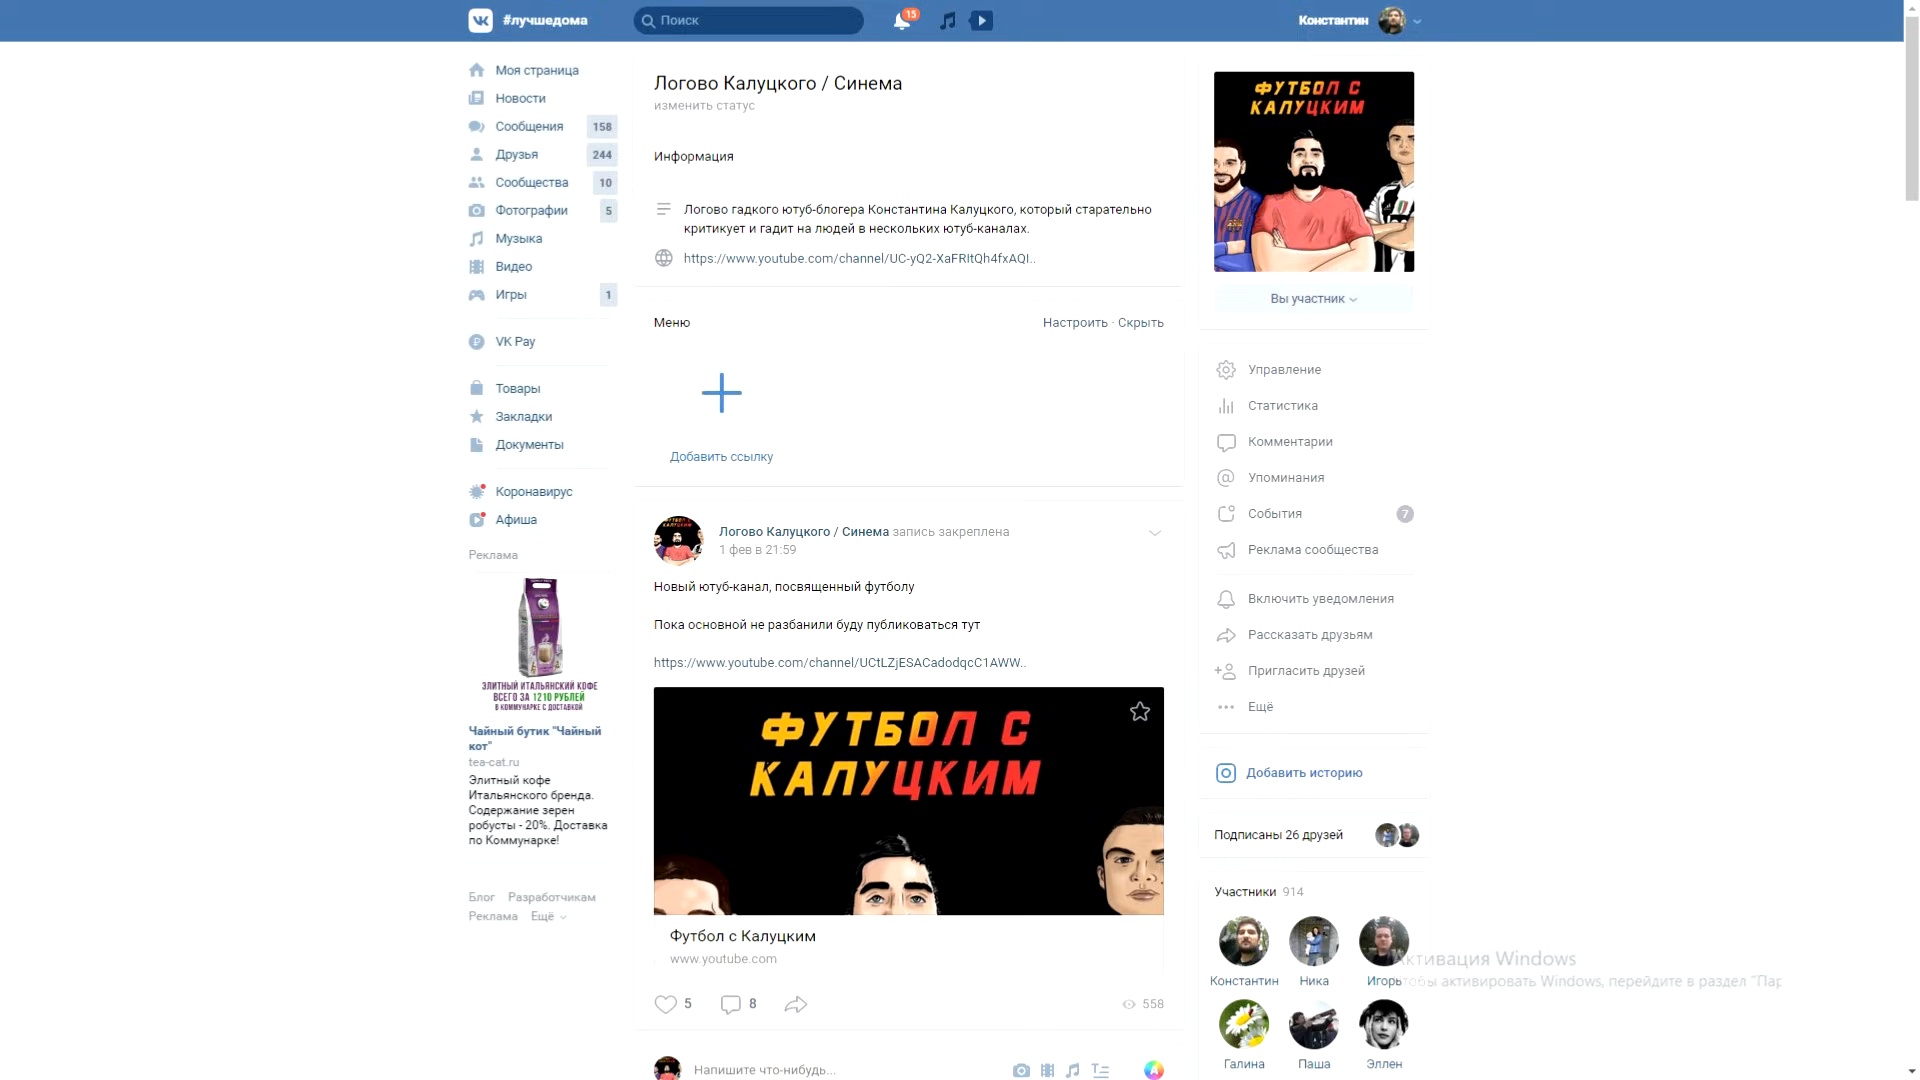 #лучшедома
Поиск
15
Константин
Моя страница
Новости
Сообщения 158
Друзья 244
Сообщества 10
Фотографии 5
Музыка
Видео
Игры 1
VK Pay
Товары
Закладки
Документы
Коронавирус
Афиша
Реклама
ЭЛИТНЫЙ ИТАЛЬЯНСКИЙ КОФЕ
ВСЕГО ЗА 1210 РУБЛЕЙ
В КОММУНАРКЕ С ДОСТАВКОЙ
Чайный бутик "Чайный
кот"
tea-cat.ru
Элитный кофе
Итальянского бренда.
Содержание зерен
робусты - 20%. Доставка
по Коммунарке!
Блог Разработчикам
Реклама Ещё
Логово Калуцкого / Синема
изменить статус
Информация
Логово гадкого ютуб-блогера Константина Калуцкого, который старательно
критикует и гадит на людей в нескольких ютуб-каналах.
https://www.youtube.com/channel/UC-yQ2-XaFRItQh4fxAQI..
Меню
Настроить · Скрыть
Добавить ссылку
Логово Калуцкого / Синема запись закреплена
1 фев в 21:59
Новый ютуб-канал, посвященный футболу
Пока основной не разбанили буду публиковаться тут
https://www.youtube.com/channel/UCtLZjESACadodqcC1AWW..
ФУТБОЛ С
КАЛУЦКИМ
Футбол с Калуцким
www.youtube.com
5 8 558
Напишите что-нибудь...
ФУТБОЛ С
КАЛУЦКИМ
Вы участник
Управление
Статистика
Комментарии
Упоминания
События 7
Реклама сообщества
Включить уведомления
Рассказать друзьям
Пригласить друзей
Ещё
Добавить историю
Подписаны 26 друзей
Участники 914
Константин Ника Игорь
Галина Паша Эллен
Активация Windows
Чтобы активировать Windows, перейдите в раздел "Пар